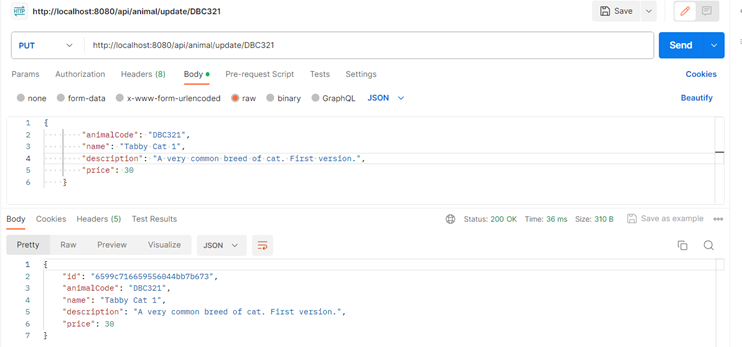 HTTP http://localhost:8080/api/animal/update/DBC321 Save
PUT http://localhost:8080/api/animal/update/DBC321 Send
Params Authorization Headers (8) Body Pre-request Script Tests Settings Cookies
none form-data x-www-form-urlencoded raw binary GraphQL JSON Beautify
1 {
2 "animalCode": "DBC321",
3 "name": "Tabby Cat 1",
4 "description": "A very common breed of cat. First version.",
5 "price": 30
6 }
Body Cookies Headers (5) Test Results Status: 200 OK Time: 36 ms Size: 310 B Save as example
Pretty Raw Preview Visualize JSON
1 {
2 "id": "6599c716659556044bb7b673",
3 "animalCode": "DBC321",
4 "name": "Tabby Cat 1",
5 "description": "A very common breed of cat. First version.",
6 "price": 30
7 }